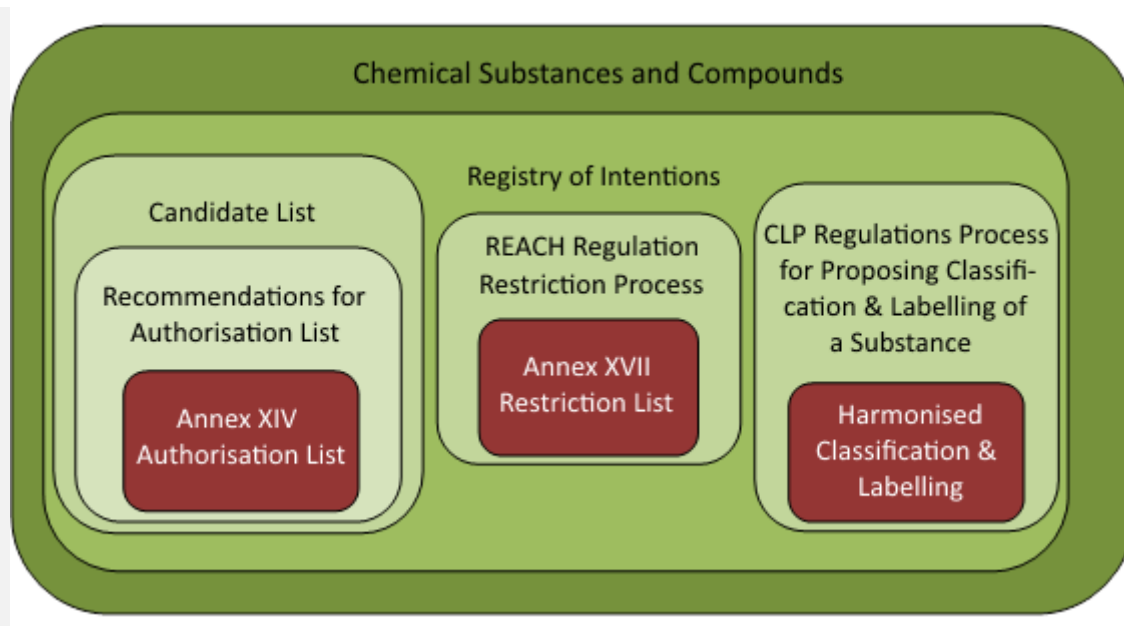 Chemical Substances and Compounds
Registry of Intentions
Candidate List
Recommendations for
Authorisation List
Annex XIV
Authorisation List
REACH Regulation
Restriction Process
Annex XVII
Restriction List
CLP Regulations Process
for Proposing Classifi-
cation & Labelling of
a Substance
Harmonised
Classification &
Labelling